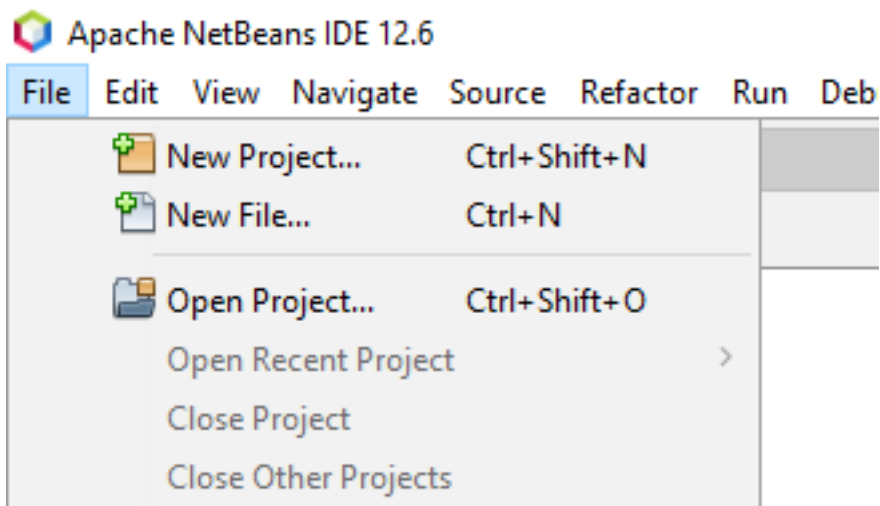 Apache NetBeans IDE 12.6
File Edit View Navigate Source Refactor Run Deb
New Project... Ctrl+Shift+N
New File... Ctrl+N
Open Project... Ctrl+Shift+O
Open Recent Project
Close Project
Close Other Projects